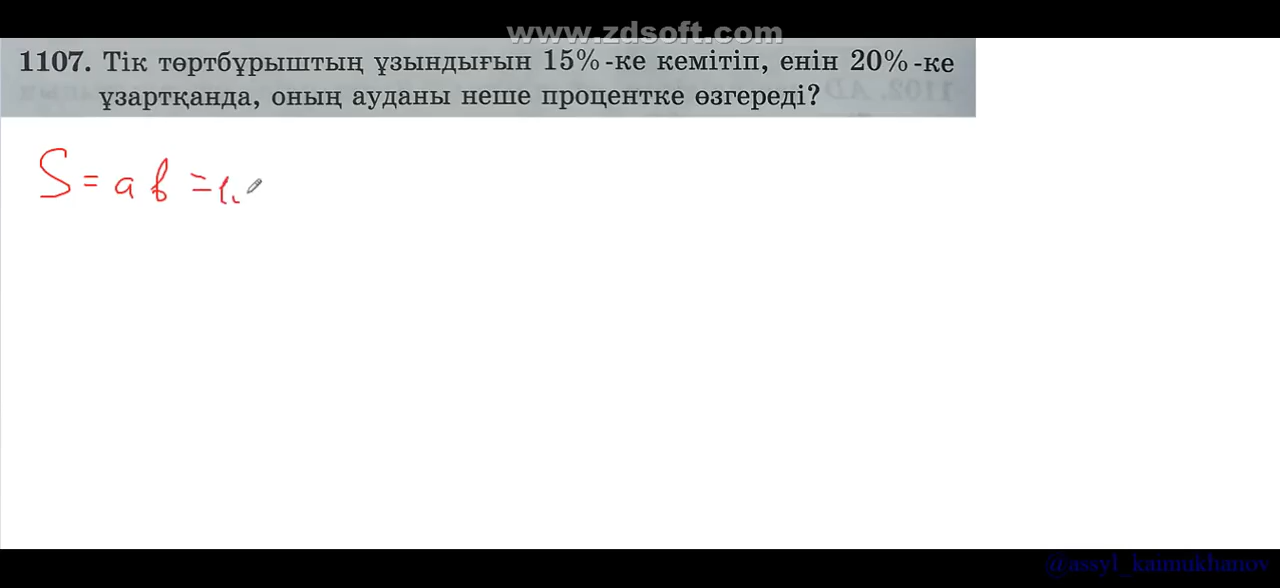 www.zdsoft.com
1107. Тік төртбұрыштың ұзындығын 15%-ке кемітіп, енін 20%-ке
ұзартқанда, оның ауданы неше процентке өзгереді?
S = a b =
@assyl_kaimukhanov